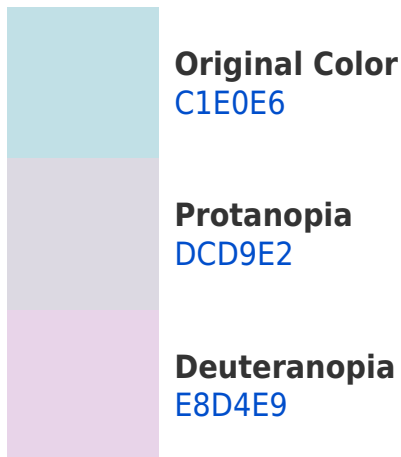 Original Color
C1E0E6
Protanopia
DCD9E2
Deuteranopia
E8D4E9